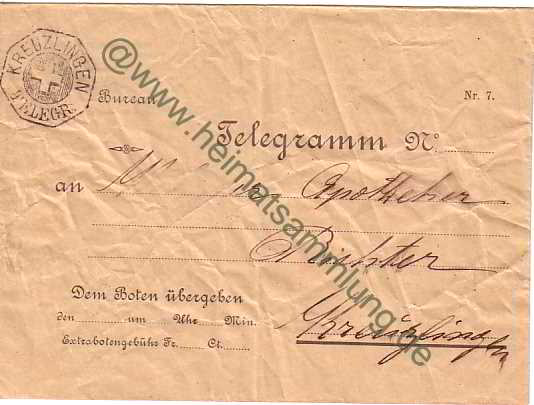 KREUZLINGEN
TELEGR.
@www.heimatsammlung.de
Bureau
Nr. 7.
Telegramm No.
an Apotheker
Richter
Kreuzlingen
Dem Boten übergeben
den um Uhr Min.
Extrabotengebühr Fr. Ct.